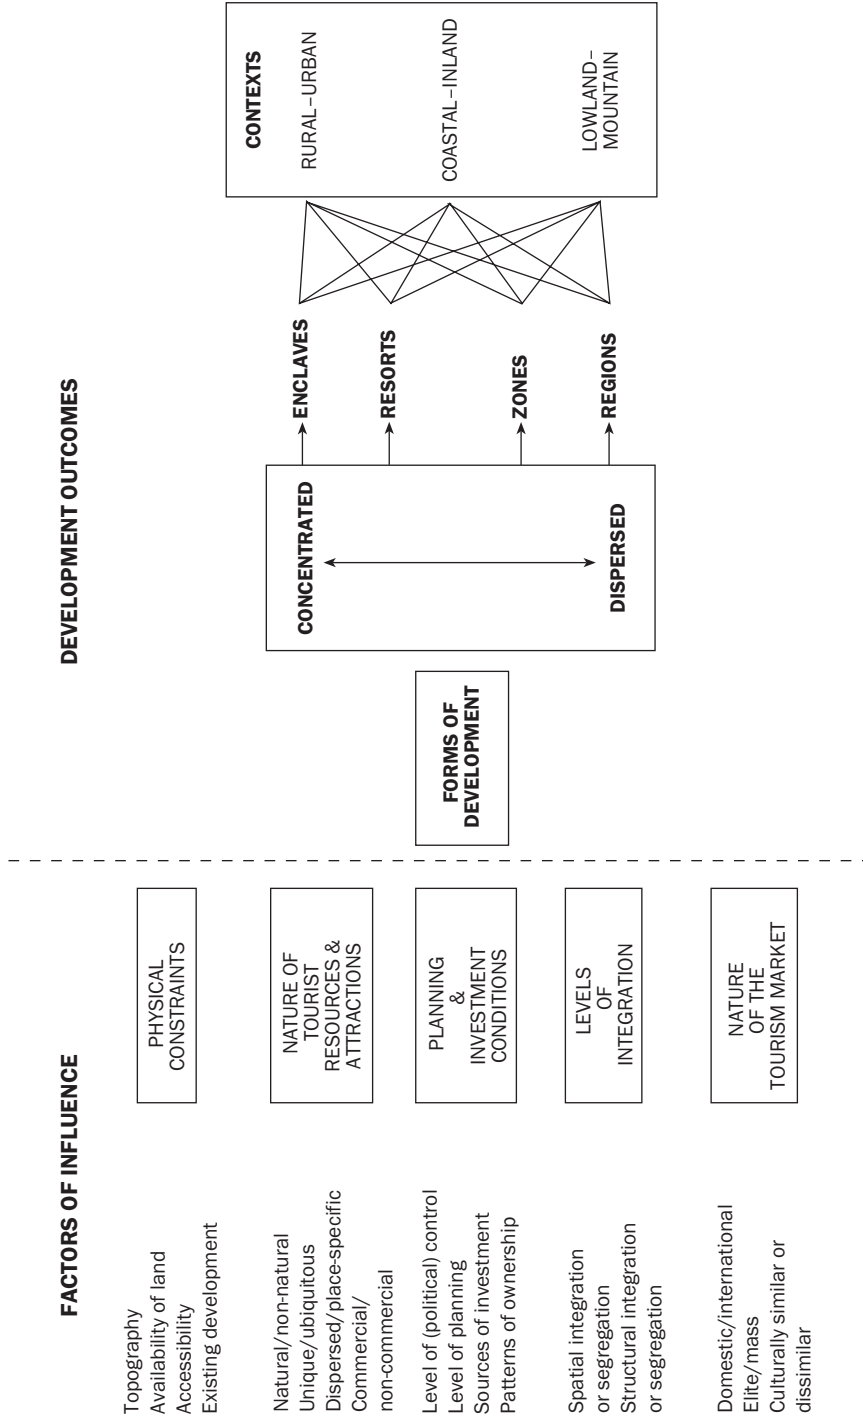 FACTORS OF INFLUENCE
DEVELOPMENT OUTCOMES
Topography
Availability of land
Accessibility
Existing development
PHYSICAL
CONSTRAINTS
Natural/non-natural
Unique/ubiquitous
Dispersed/place-specific
Commercial/
non-commercial
NATURE OF
TOURIST
RESOURCES &
ATTRACTIONS
Level of (political) control
Level of planning
Sources of investment
Patterns of ownership
PLANNING
&
INVESTMENT
CONDITIONS
Spatial integration
or segregation
Structural integration
or segregation
LEVELS
OF
INTEGRATION
Domestic/international
Elite/mass
Culturally similar or
dissimilar
NATURE
OF THE
TOURISM MARKET
FORMS OF
DEVELOPMENT
CONCENTRATED
DISPERSED
ENCLAVES
RESORTS
ZONES
REGIONS
CONTEXTS
RURAL–URBAN
COASTAL–INLAND
LOWLAND–
MOUNTAIN